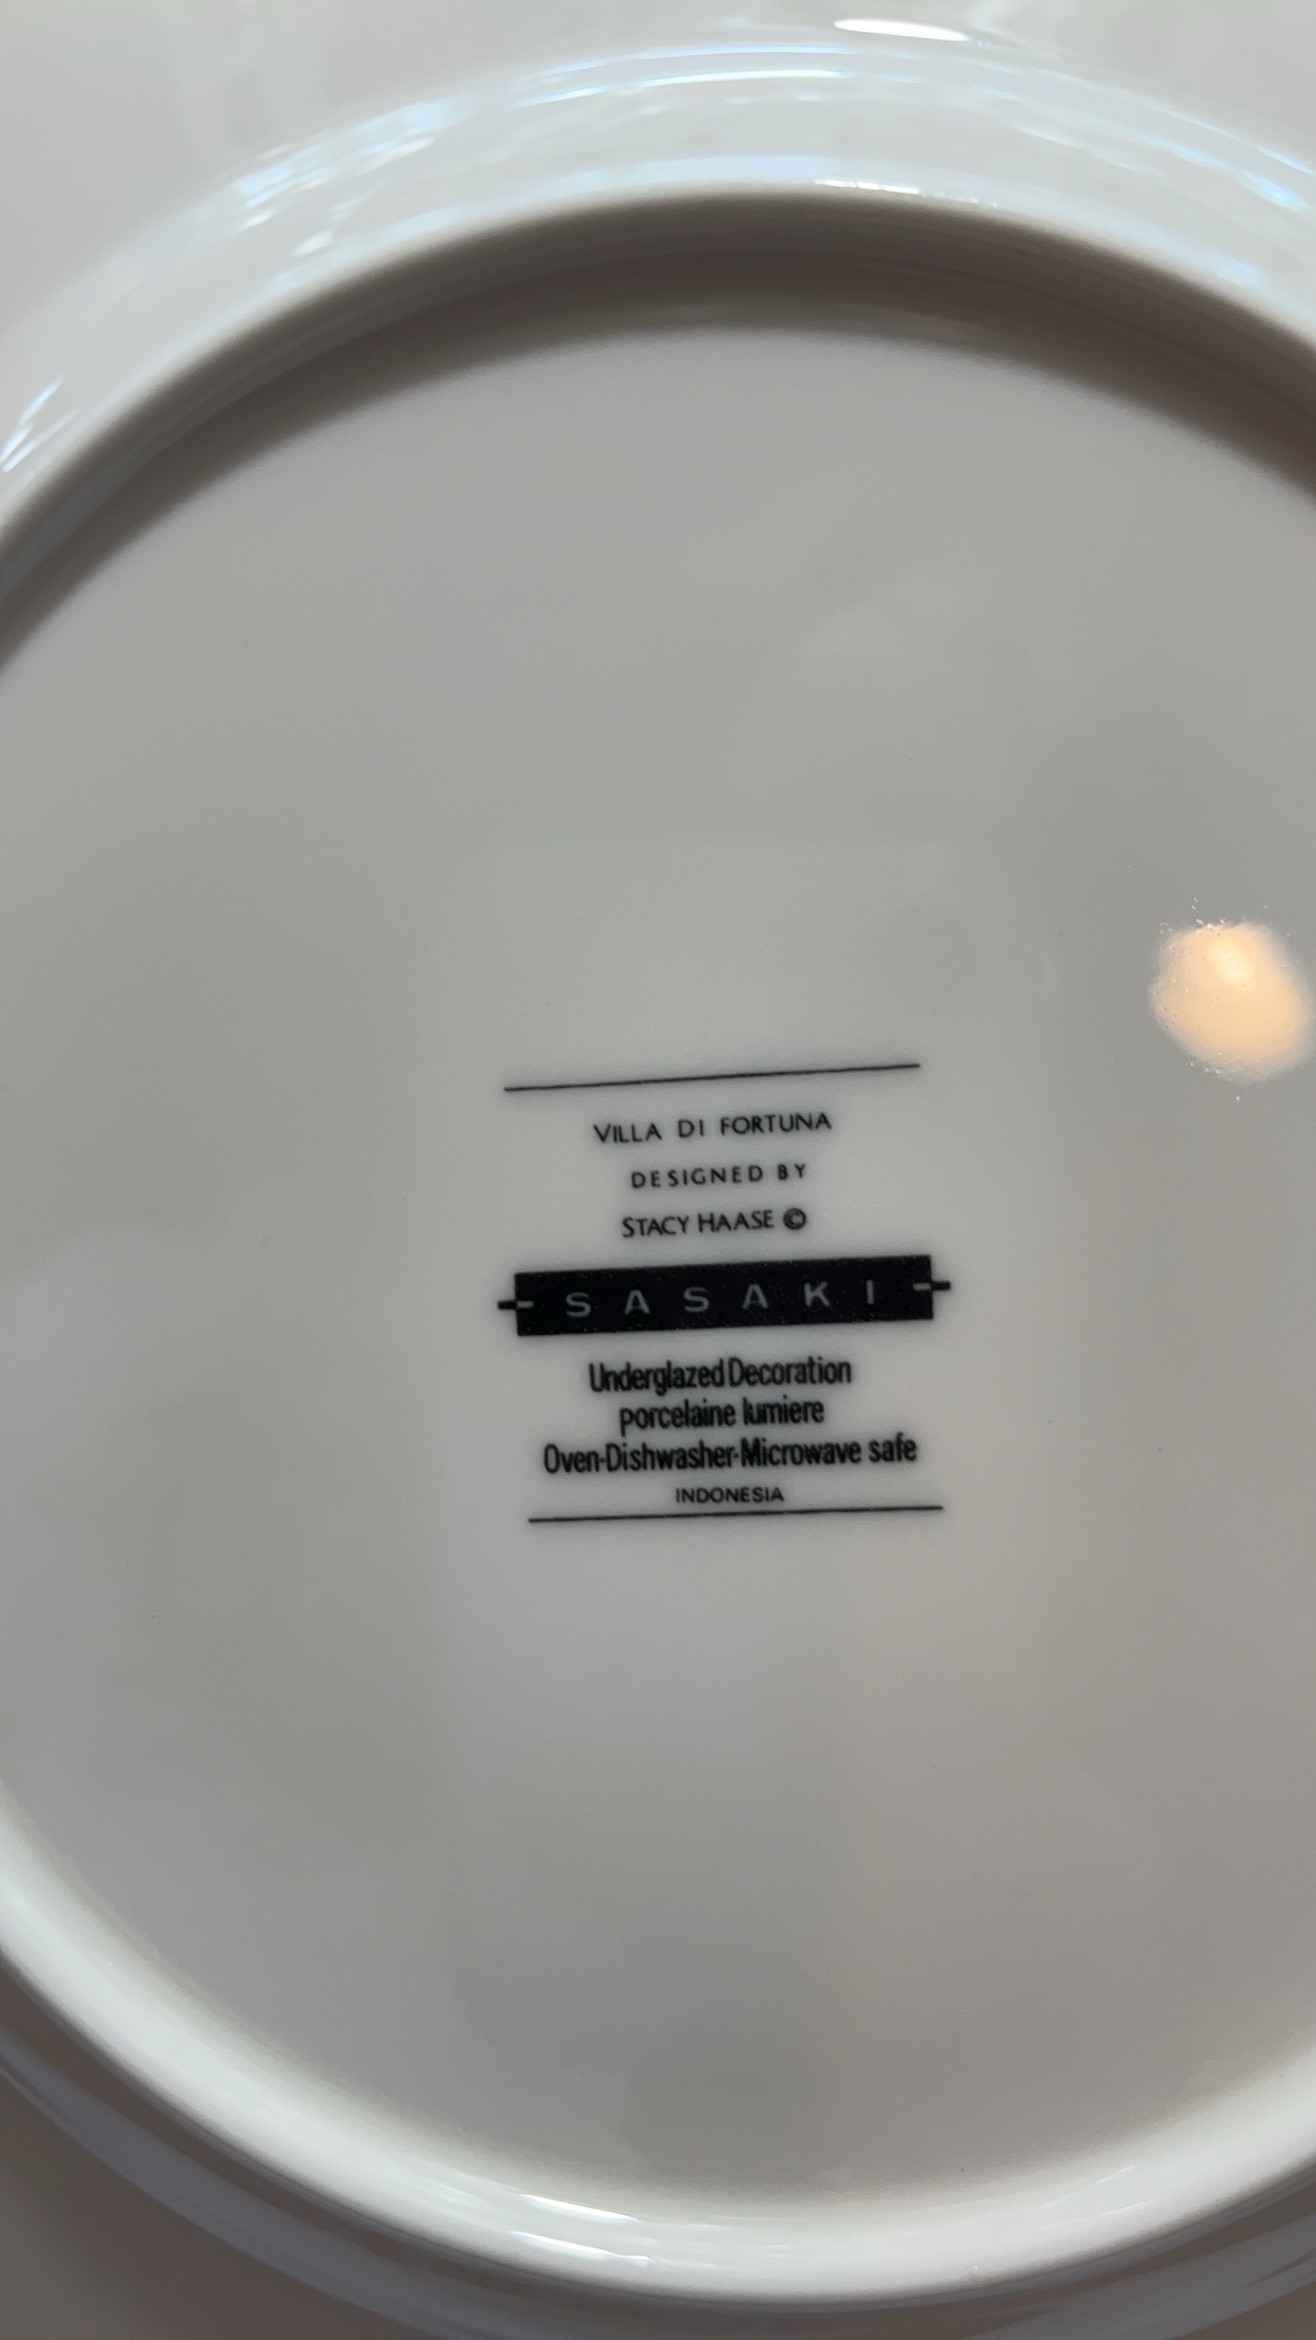 VILLA DI FORTUNA
DESIGNED BY
STACY HAASE ©
SASAKI
Underglazed Decoration
porcelaine lumiere
Oven-Dishwasher-Microwave safe
INDONESIA